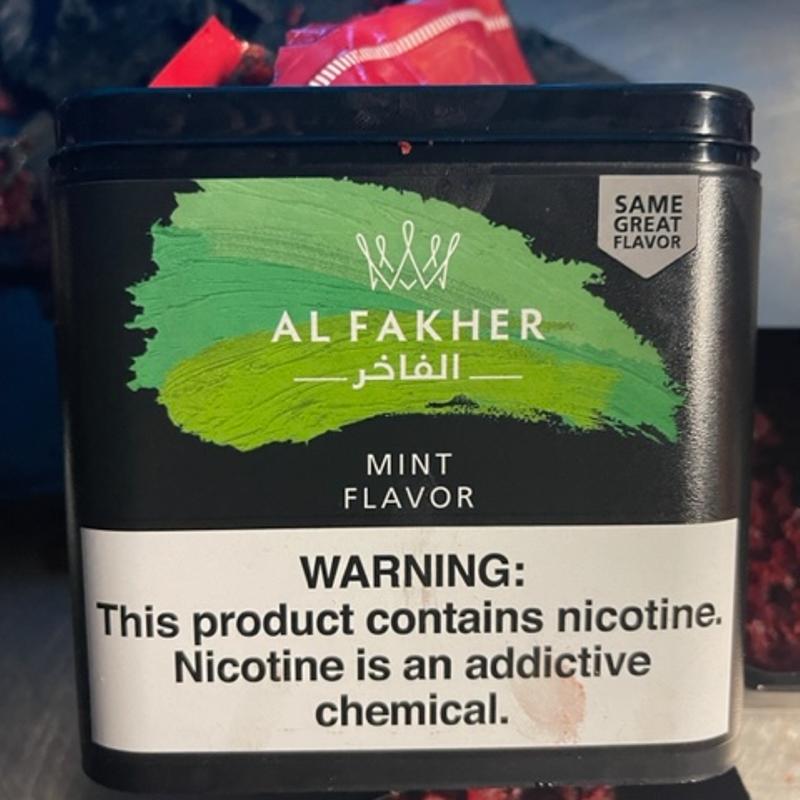 SAME
GREAT
FLAVOR
AL FAKHER
الفاخر
MINT
FLAVOR
WARNING:
This product contains nicotine.
Nicotine is an addictive
chemical.